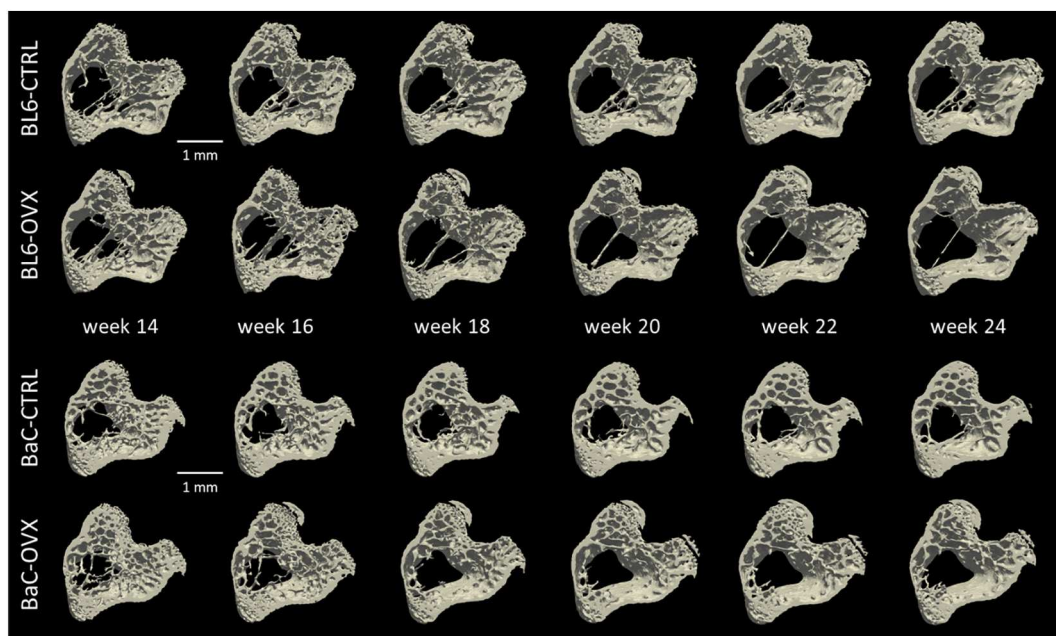 BL6-CTRL
1 mm
BL6-OVX
week 14 week 16 week 18 week 20 week 22 week 24
BaC-CTRL
1 mm
BaC-OVX